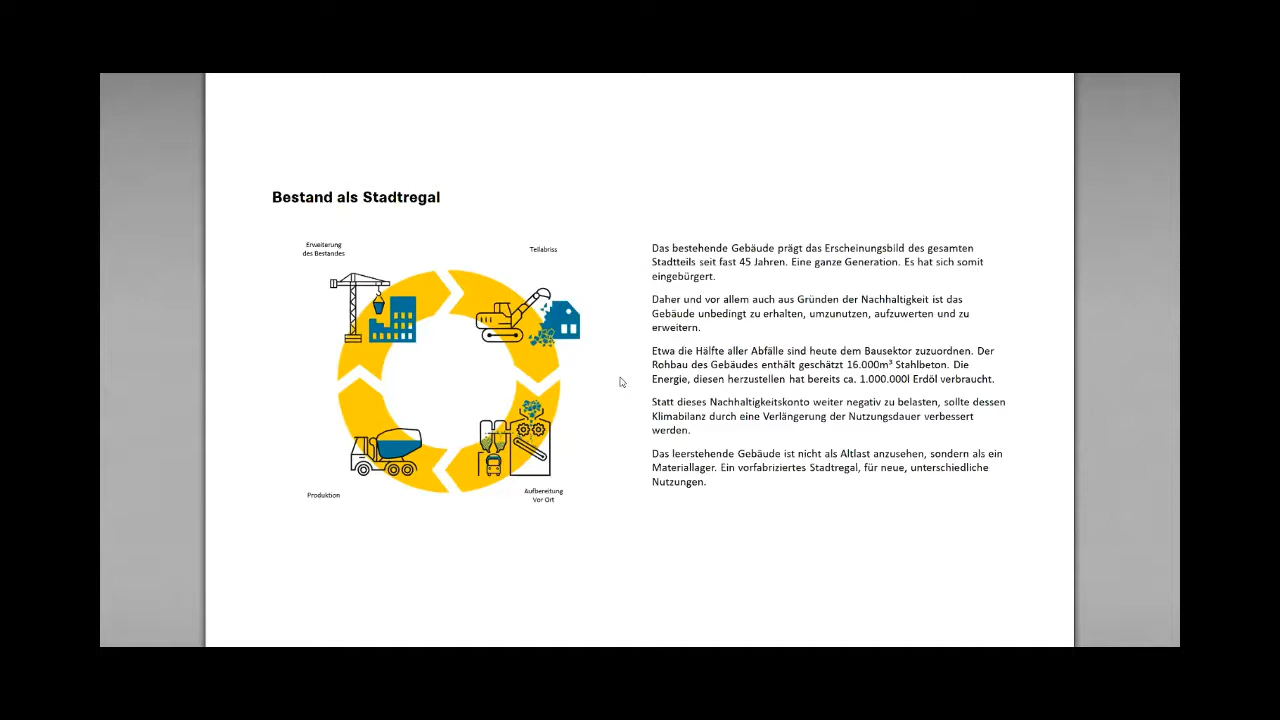 Bestand als Stadtregal
Erweiterung
des Bestandes
Teilabriss
Produktion
Aufbereitung
Vor Ort
Das bestehende Gebäude prägt das Erscheinungsbild des gesamten
Stadtteils seit fast 45 Jahren. Eine ganze Generation. Es hat sich somit
eingebürgert.
Daher und vor allem auch aus Gründen der Nachhaltigkeit ist das
Gebäude unbedingt zu erhalten, umzunutzen, aufzuwerten und zu
erweitern.
Etwa die Hälfte aller Abfälle sind heute dem Bausektor zuzuordnen. Der
Rohbau des Gebäudes enthält geschätzt 16.000m³ Stahlbeton. Die
Energie, diesen herzustellen hat bereits ca. 1.000.000l Erdöl verbraucht.
Statt dieses Nachhaltigkeitskonto weiter negativ zu belasten, sollte dessen
Klimabilanz durch eine Verlängerung der Nutzungsdauer verbessert
werden.
Das leerstehende Gebäude ist nicht als Altlast anzusehen, sondern als ein
Materiallager. Ein vorfabriziertes Stadtregal, für neue, unterschiedliche
Nutzungen.